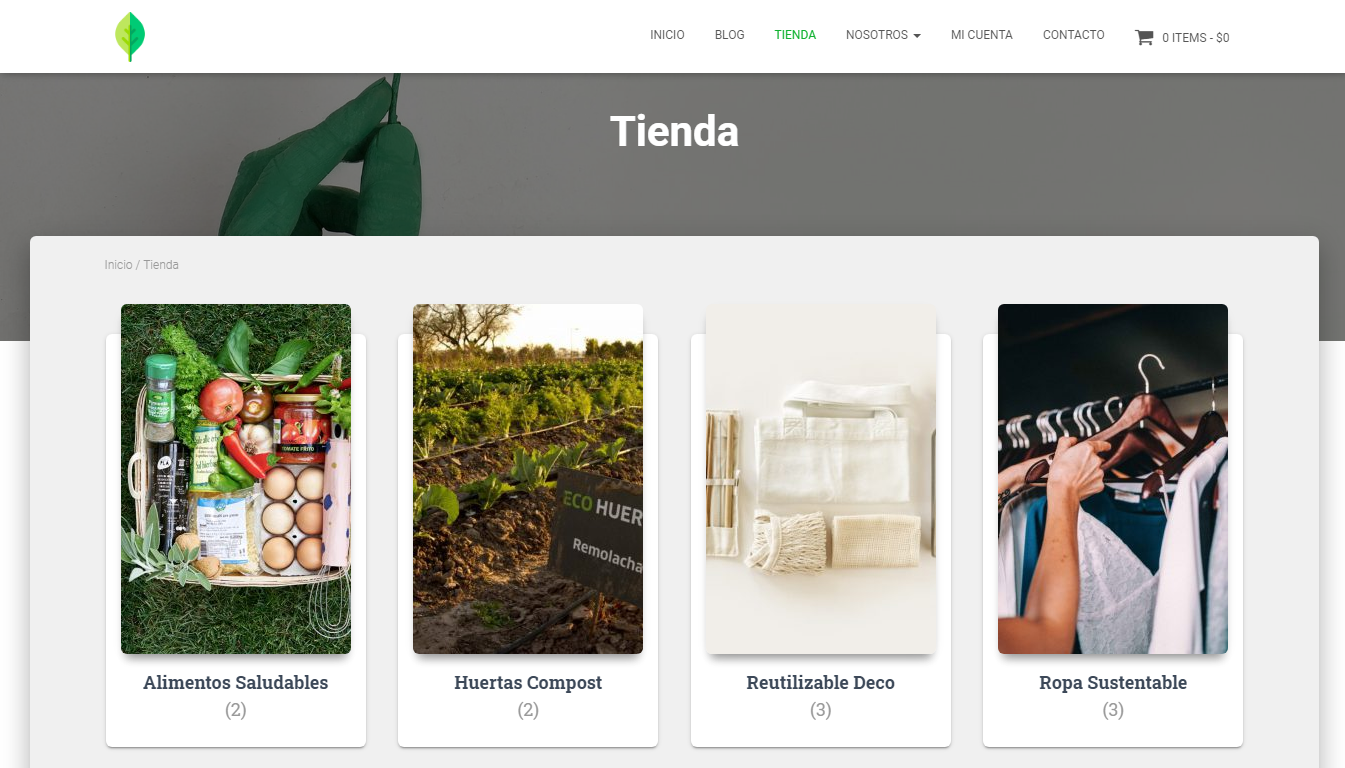 INICIO
BLOG
TIENDA
NOSOTROS
MI CUENTA
CONTACTO
0 ITEMS - $0
Tienda
Inicio / Tienda
TOMATE FRITO
ECO HUER
Remolacha
Alimentos Saludables
(2)
Huertas Compost
(2)
Reutilizable Deco
(3)
Ropa Sustentable
(3)